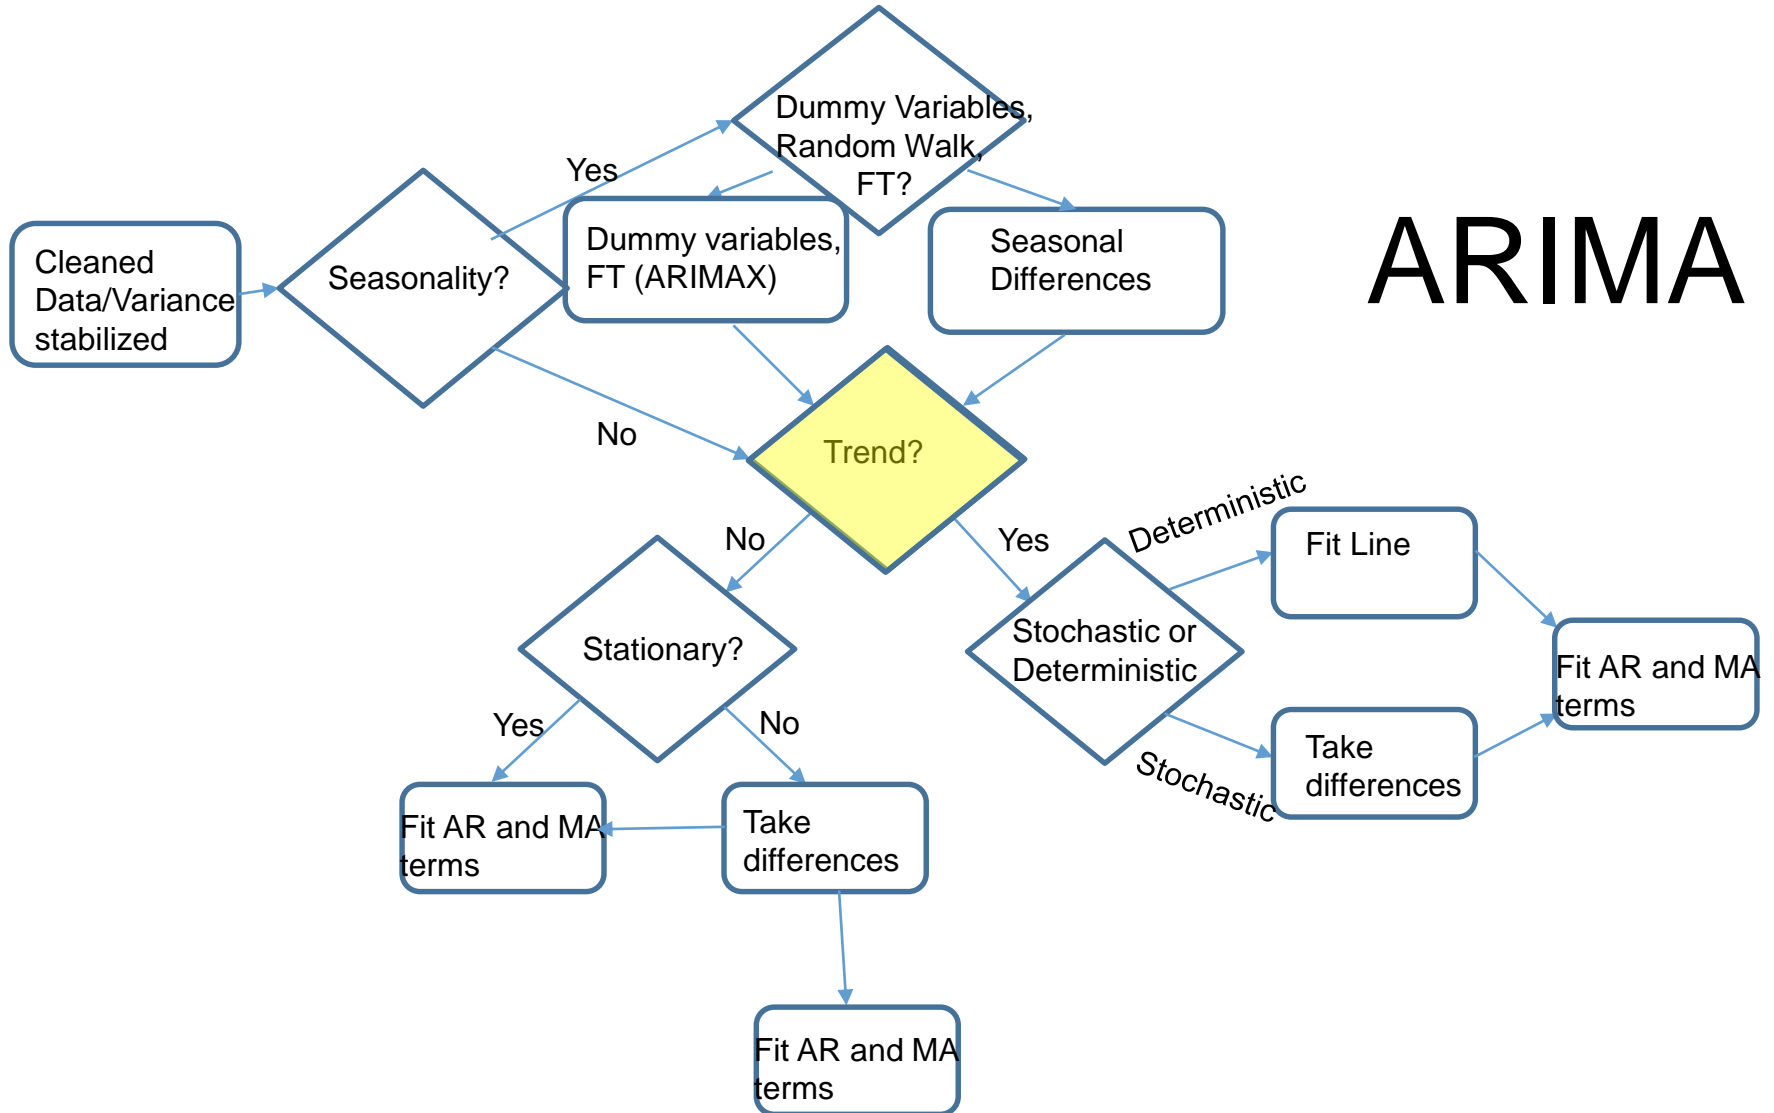 Dummy Variables,
Random Walk,
FT?
Yes
Cleaned
Data/Variance
stabilized
Seasonality?
Dummy variables,
FT (ARIMAX)
Seasonal
Differences
ARIMA
No
Trend?
No
Yes
Deterministic
Fit Line
Stationary?
Stochastic or
Deterministic
Fit AR and MA
terms
Yes
No
Stochastic
Take
differences
Fit AR and MA
terms
Take
differences
Fit AR and MA
terms